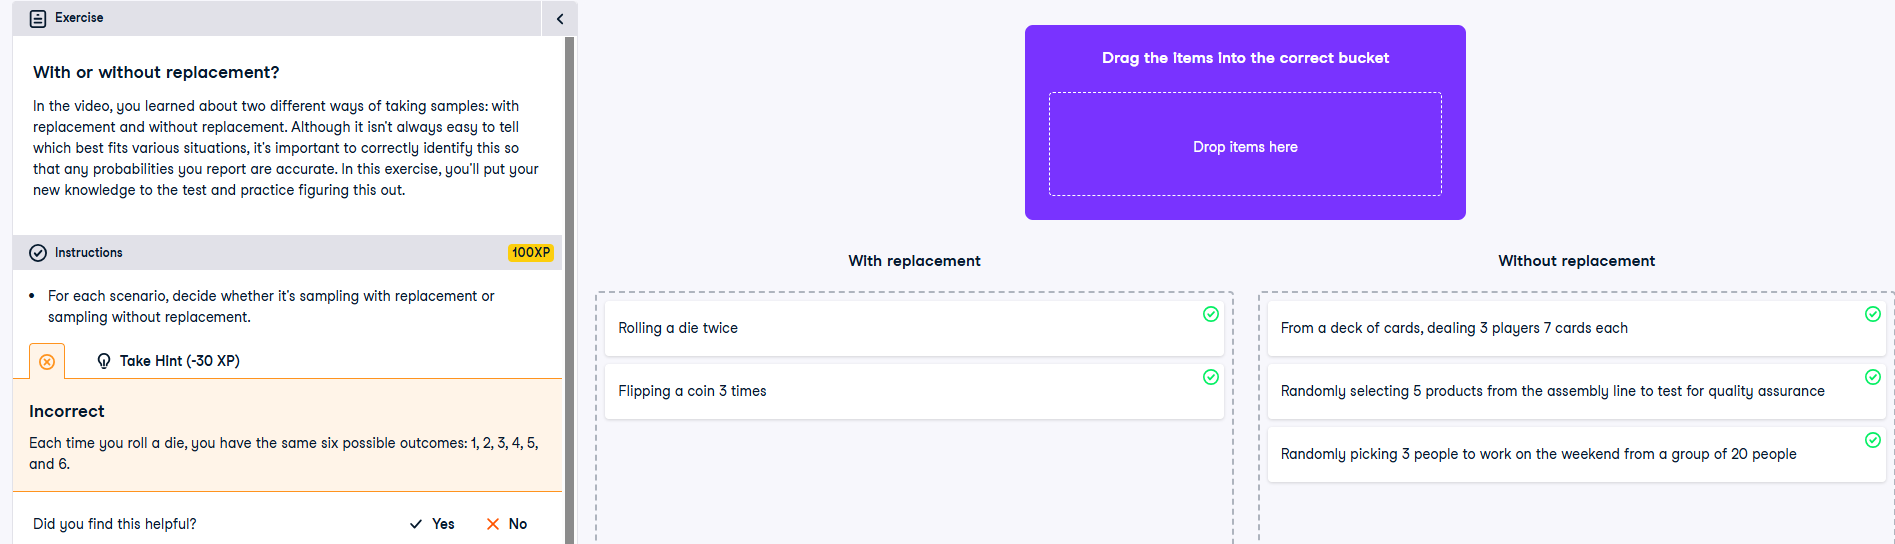 Exercise
With or without replacement?
In the video, you learned about two different ways of taking samples: with
replacement and without replacement. Although it isn't always easy to tell
which best fits various situations, it's important to correctly identify this so
that any probabilities you report are accurate. In this exercise, you'll put your
new knowledge to the test and practice figuring this out.
Instructions
100XP
• For each scenario, decide whether it's sampling with replacement or
sampling without replacement.
Take Hint (-30 XP)
Incorrect
Each time you roll a die, you have the same six possible outcomes: 1, 2, 3, 4, 5,
and 6.
Did you find this helpful?
Yes
No
Drag the items into the correct bucket
Drop items here
With replacement
Rolling a die twice
Flipping a coin 3 times
Without replacement
From a deck of cards, dealing 3 players 7 cards each
Randomly selecting 5 products from the assembly line to test for quality assurance
Randomly picking 3 people to work on the weekend from a group of 20 people